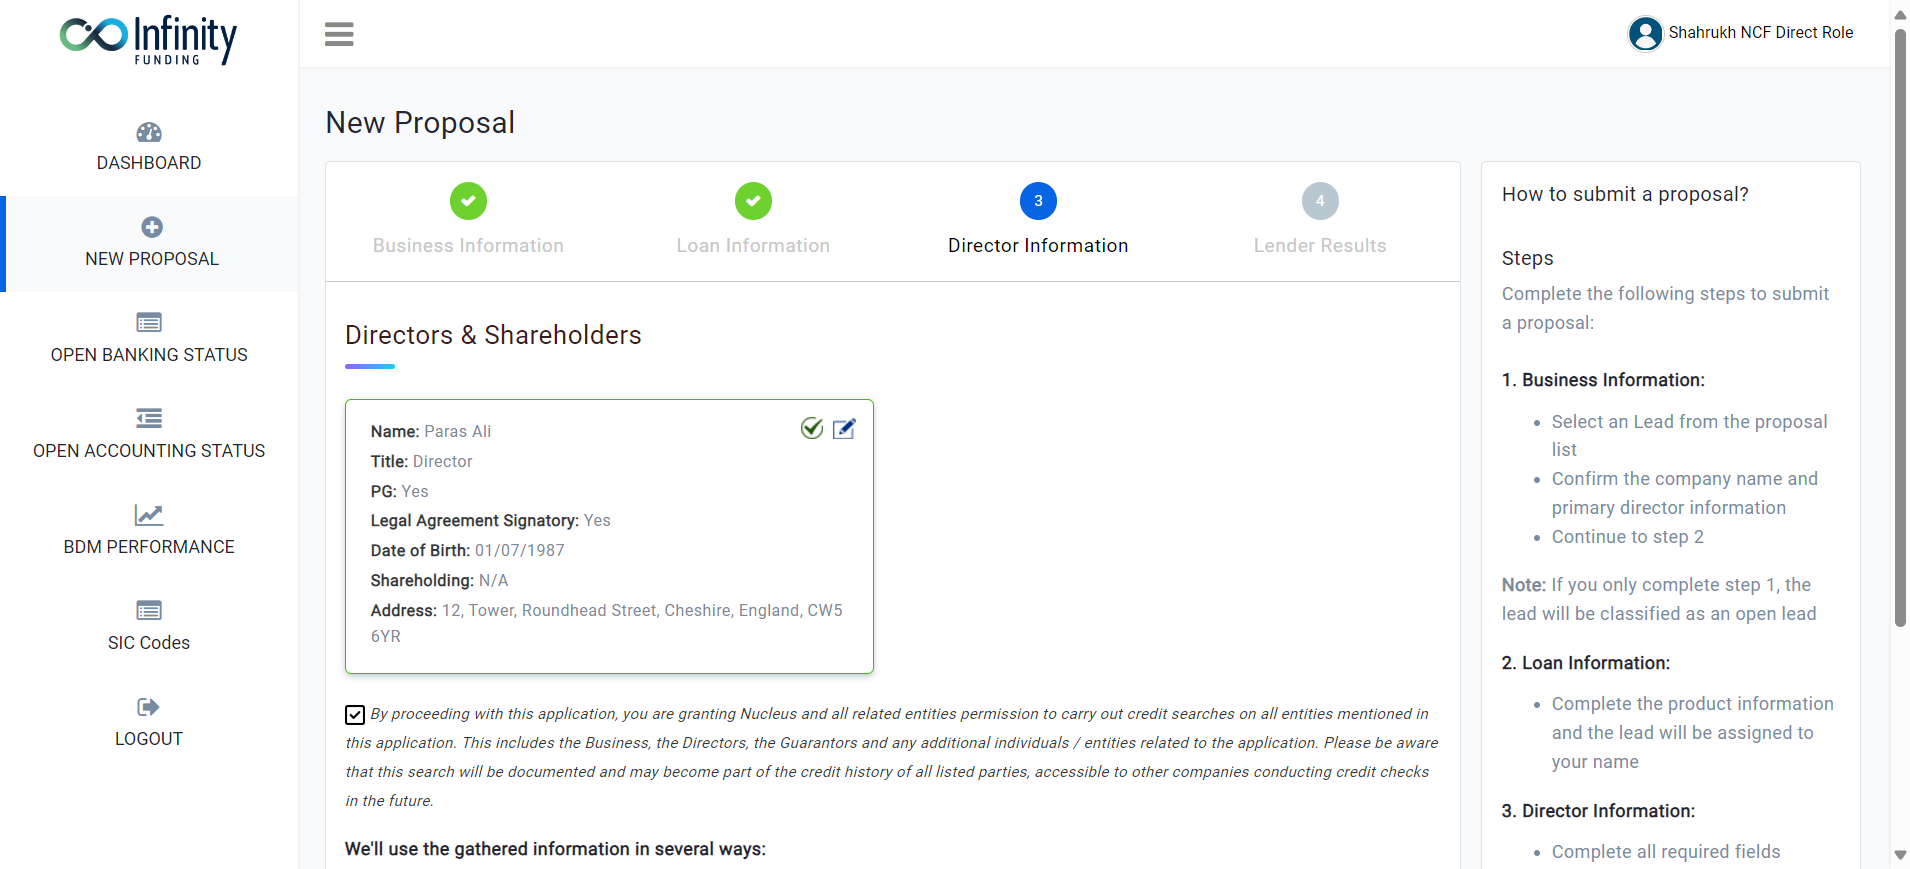 Infinity
FUNDING
Shahrukh NCF Direct Role
DASHBOARD
NEW PROPOSAL
OPEN BANKING STATUS
OPEN ACCOUNTING STATUS
BDM PERFORMANCE
SIC Codes
LOGOUT
New Proposal
3
4
Business Information
Loan Information
Director Information
Lender Results
Directors & Shareholders
Name: Paras Ali
Title: Director
PG: Yes
Legal Agreement Signatory: Yes
Date of Birth: 01/07/1987
Shareholding: N/A
Address: 12, Tower, Roundhead Street, Cheshire, England, CW5
6YR
By proceeding with this application, you are granting Nucleus and all related entities permission to carry out credit searches on all entities mentioned in
this application. This includes the Business, the Directors, the Guarantors and any additional individuals / entities related to the application. Please be aware
that this search will be documented and may become part of the credit history of all listed parties, accessible to other companies conducting credit checks
in the future.
We'll use the gathered information in several ways:
How to submit a proposal?
Steps
Complete the following steps to submit
a proposal:
1. Business Information:
Select an Lead from the proposal
list
Confirm the company name and
primary director information
Continue to step 2
Note: If you only complete step 1, the
lead will be classified as an open lead
2. Loan Information:
Complete the product information
and the lead will be assigned to
your name
3. Director Information:
Complete all required fields